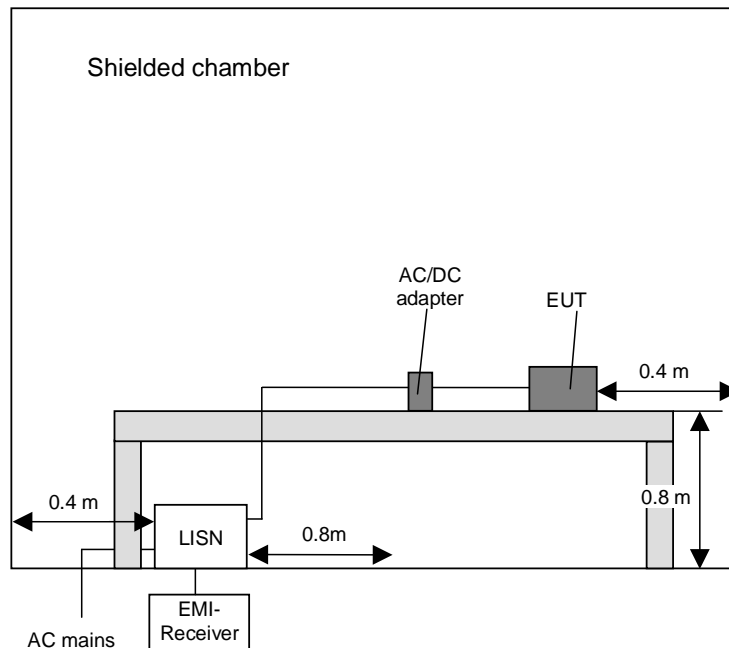 Shielded chamber
AC/DC
adapter
EUT
0.4 m
0.4 m
0.8 m
LISN
0.8m
EMI-
Receiver
AC mains